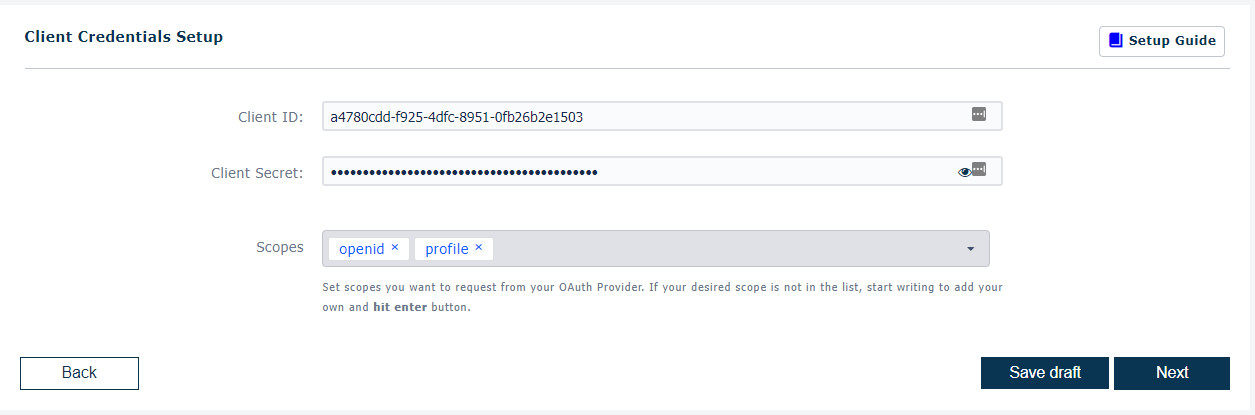 Client Credentials Setup
Setup Guide
Client ID:
a4780cdd-f925-4dfc-8951-0fb26b2e1503
Client Secret:
••••••••••••••••••••••••••••••••••••••••
Scopes
openid ×
profile ×
Set scopes you want to request from your OAuth Provider. If your desired scope is not in the list, start writing to add your
own and hit enter button.
Back
Save draft
Next